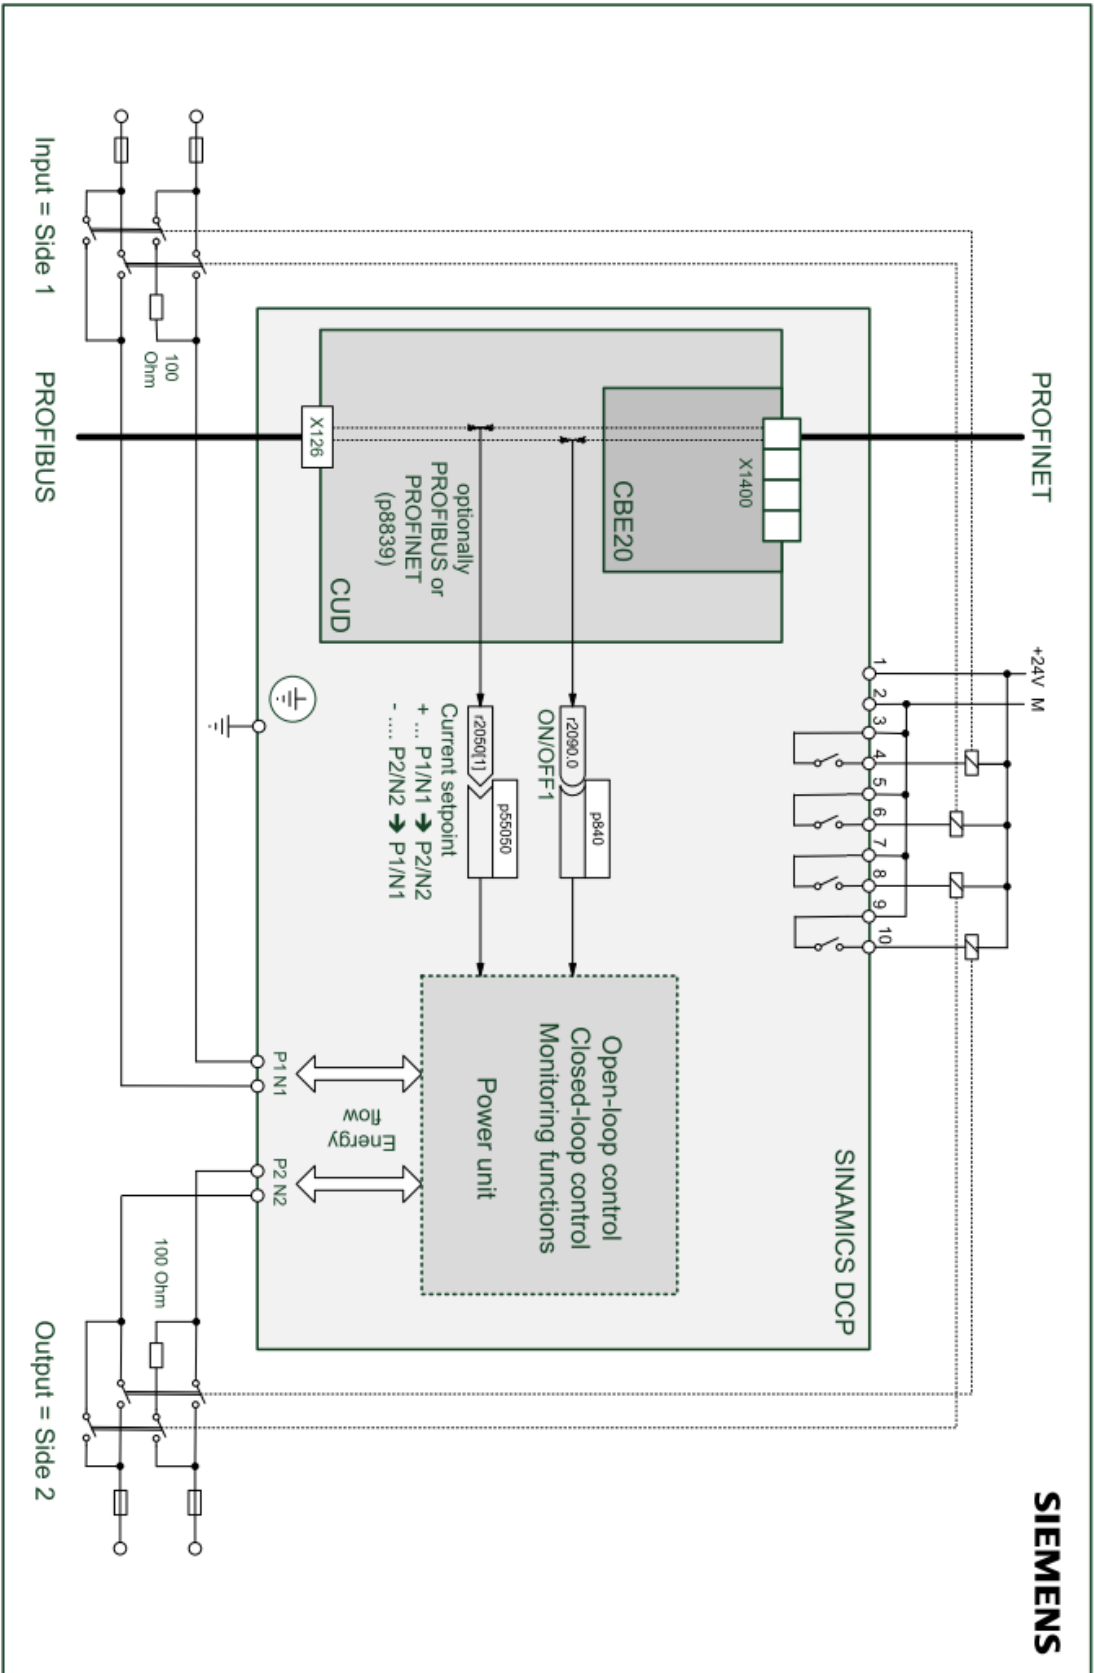 SIEMENS
PROFINET
+24V M
1
2
3
4
5
6
7
8
9
10
SINAMICS DCP
X1400
CBE20
CUD
optionally
PROFIBUS or
PROFINET
(p8839)
X126
r2090.0
p840
ON/OFF1
r2050[1]
p55050
Current setpoint
+ ... P1/N1 ➔ P2/N2
- .... P2/N2 ➔ P1/N1
Open-loop control
Closed-loop control
Monitoring functions
Power unit
Energy
flow
P1 N1
P2 N2
100
Ohm
100 Ohm
Input = Side 1
PROFIBUS
Output = Side 2